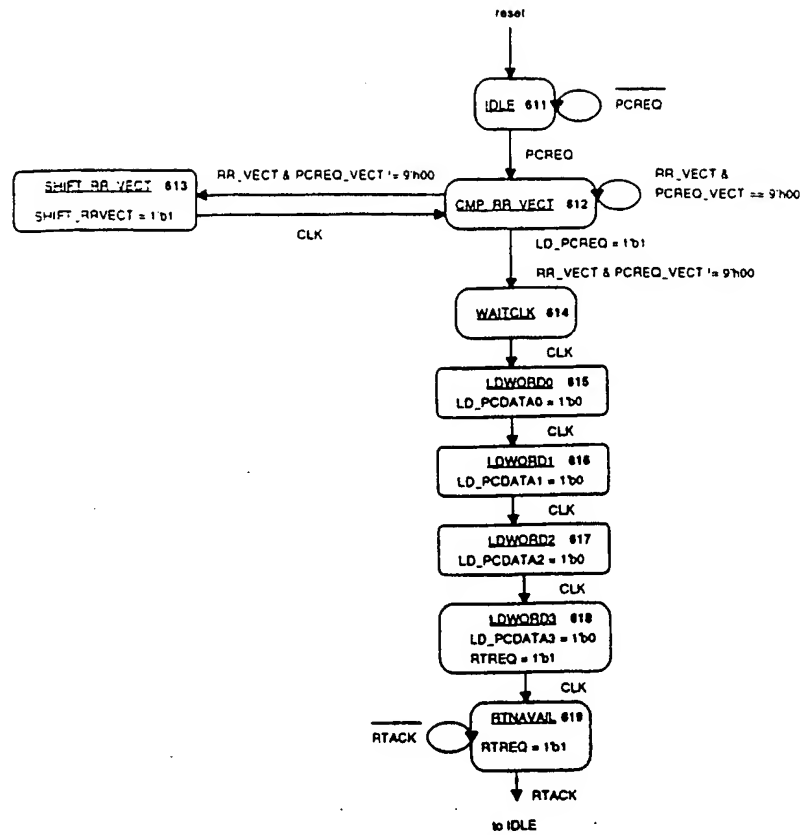 reset
IDLE 611
PCREQ
PCREQ
SHIFT_RR_VECT 613
SHIFT_RRVECT = 1'b1
RR_VECT & PCREQ_VECT != 9'h00
CLK
CMP_RR_VECT 612
RR_VECT &
PCREQ_VECT == 9'h00
LD_PCREQ = 1'b1
RR_VECT & PCREQ_VECT != 9'h00
WAITCLK 614
CLK
LDWORD0 615
LD_PCDATA0 = 1'b0
CLK
LDWORD1 616
LD_PCDATA1 = 1'b0
CLK
LDWORD2 617
LD_PCDATA2 = 1'b0
CLK
LDWORD3 618
LD_PCDATA3 = 1'b0
RTREQ = 1'b1
CLK
RTNAVAIL 619
RTREQ = 1'b1
RTACK
RTACK
to IDLE